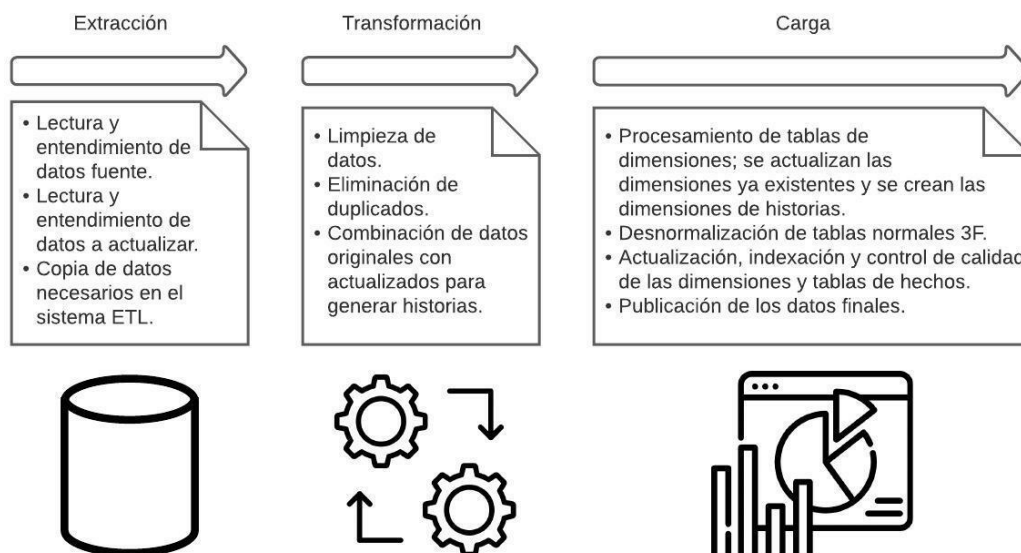 Extracción
Transformación
Carga
• Lectura y
entendimiento de
datos fuente.
• Lectura y
entendimiento de
datos a actualizar.
• Copia de datos
necesarios en el
sistema ETL.
• Limpieza de
datos.
• Eliminación de
duplicados.
• Combinación de datos
originales con
actualizados para
generar historias.
• Procesamiento de tablas de
dimensiones; se actualizan las
dimensiones ya existentes y se crean las
dimensiones de historias.
• Desnormalización de tablas normales 3F.
• Actualización, indexación y control de calidad
de las dimensiones y tablas de hechos.
• Publicación de los datos finales.